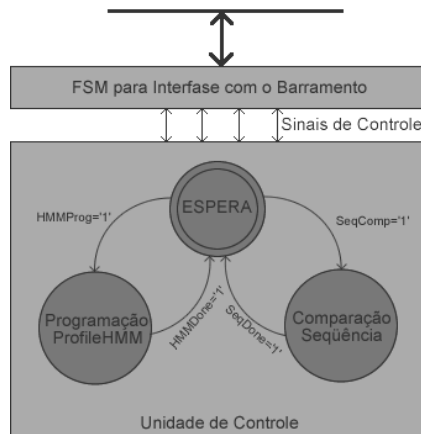 FSM para Interfase com o Barramento
Sinais de Controle
ESPERA
HMMProg='1'
SeqComp='1'
Programação
ProfileHMM
HMMDone='1'
SeqDone='1'
Comparação
Seqüência
Unidade de Controle